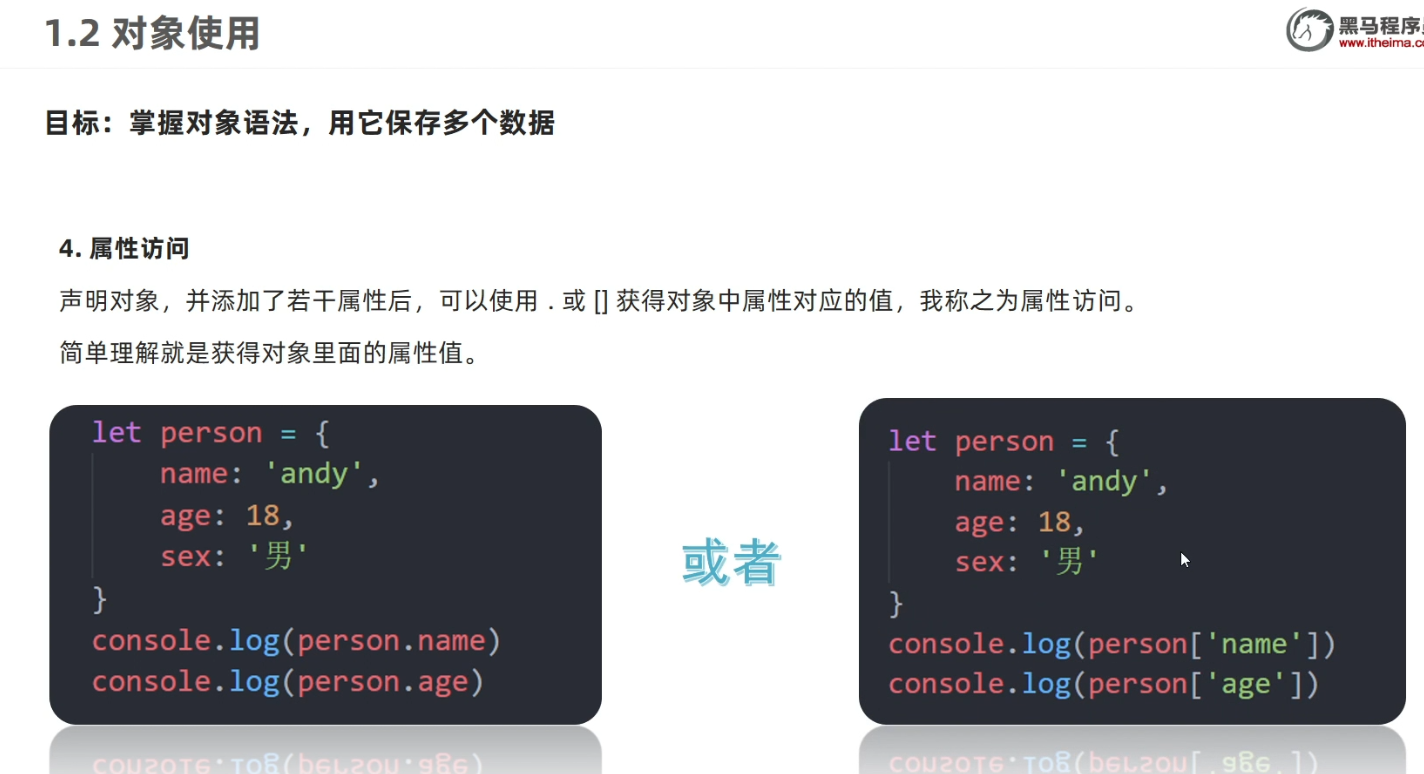 1.2 对象使用
黑马程序
www.itheima.c
目标：掌握对象语法，用它保存多个数据
4. 属性访问
声明对象，并添加了若干属性后，可以使用 . 或 [] 获得对象中属性对应的值，我称之为属性访问。
简单理解就是获得对象里面的属性值。
let person = {
name: 'andy',
age: 18,
sex: '男'
}
console.log(person.name)
console.log(person.age)
或者
let person = {
name: 'andy',
age: 18,
sex: '男'
}
console.log(person['name'])
console.log(person['age'])